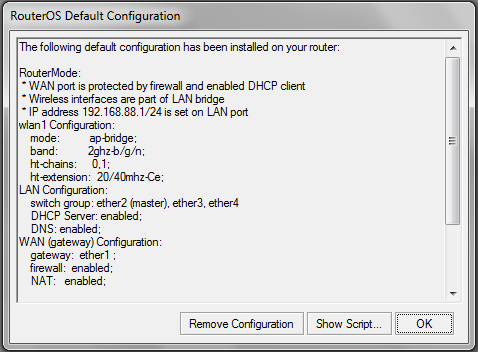 RouterOS Default Configuration
The following default configuration has been installed on your router:
RouterMode:
* WAN port is protected by firewall and enabled DHCP client
* Wireless interfaces are part of LAN bridge
* IP address 192.168.88.1/24 is set on LAN port
wlan1 Configuration:
mode: ap-bridge;
band: 2ghz-b/g/n;
ht-chains: 0,1;
ht-extension: 20/40mhz-Ce;
LAN Configuration:
switch group: ether2 (master), ether3, ether4
DHCP Server: enabled;
DNS: enabled;
WAN (gateway) Configuration:
gateway: ether1 ;
firewall: enabled;
NAT: enabled;
Remove Configuration Show Script... OK